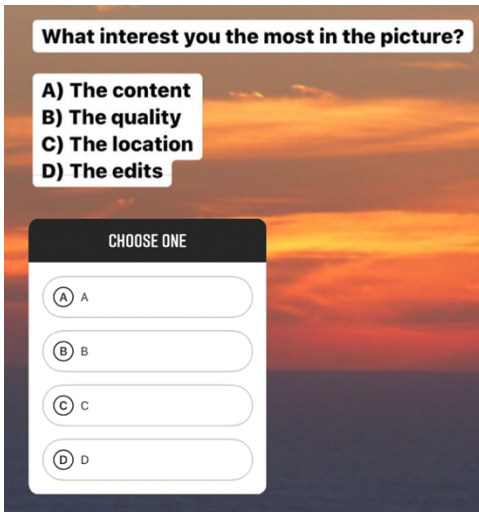 What interest you the most in the picture?
A) The content
B) The quality
C) The location
D) The edits
CHOOSE ONE
A A
B B
C C
D D